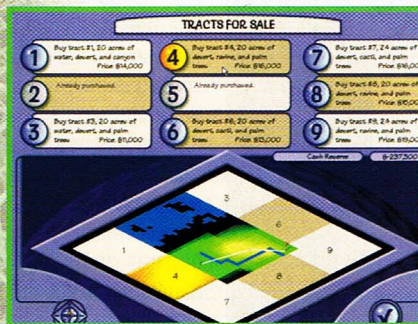 TRACTS FOR SALE
1
Buy tract #1, 20 acres of
water, desert, and canyon
Price: $14,000
4
Buy tract #4, 20 acres of
desert, ravine, and palm
trees
Price: $16,000
7
Buy tract #7, 24 acres
desert, cacti, and palm
trees
Price:
2
Already purchased.
5
Already purchased.
8
Buy tract #8, 20 acres
desert, ravine, and palm
trees
Price:
3
Buy tract #3, 20 acres of
water, desert, and palm
trees
Price: $11,000
6
Buy tract #6, 20 acres of
desert, cacti, and palm
trees
Price: $13,000
9
Buy tract #9, 24 acres
desert, ravine, and palm
trees
Price:
Cash Reserve
3
6
1
9
4
8
7